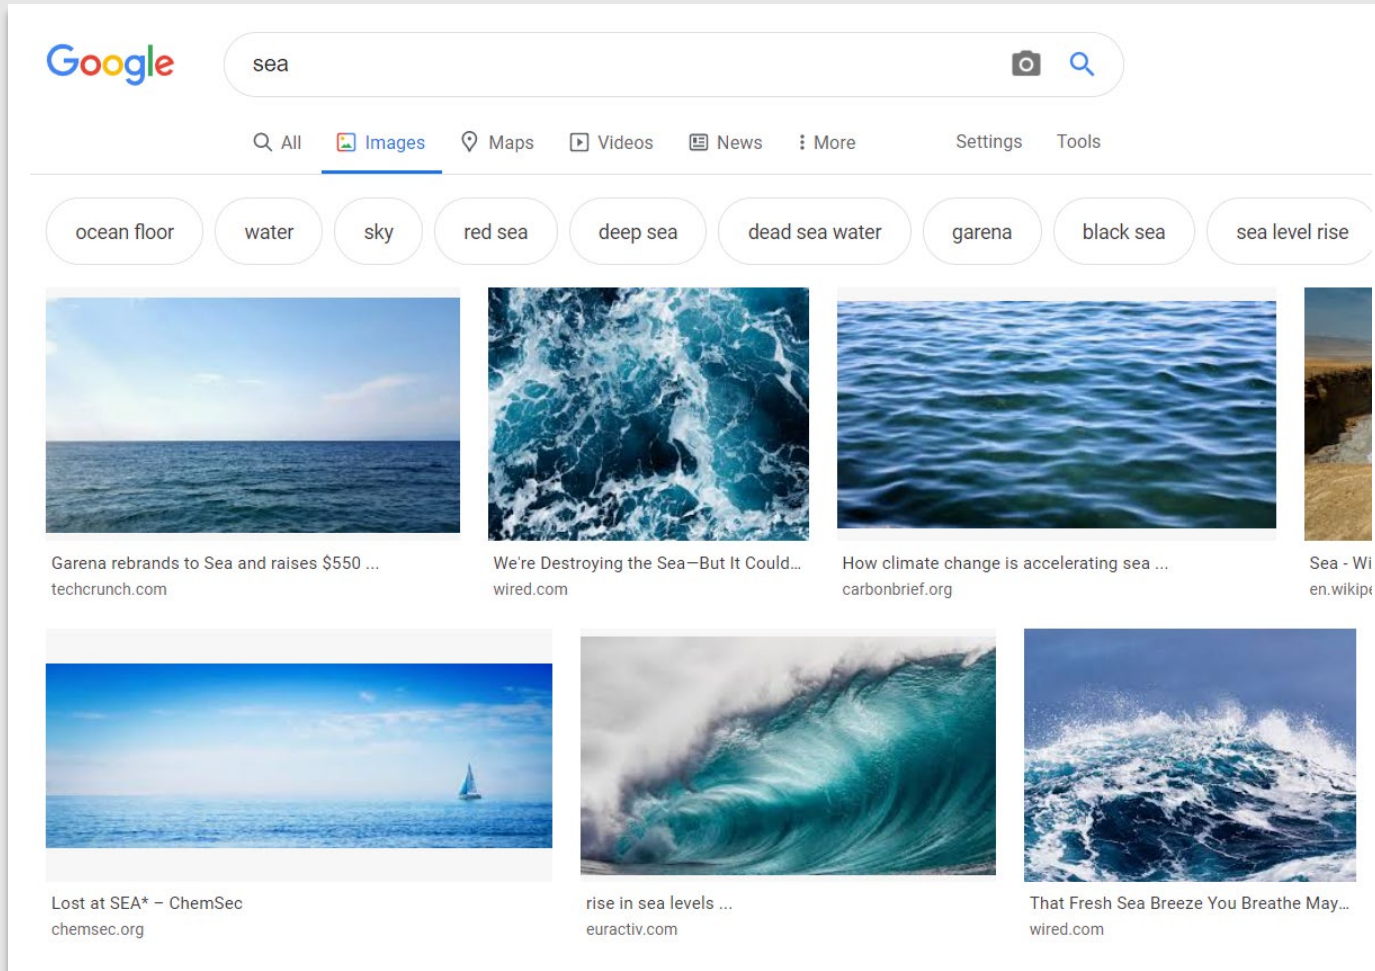 Google
sea
All Images Maps Videos News More Settings Tools
ocean floor water sky red sea deep sea dead sea water garena black sea sea level rise
Garena rebrands to Sea and raises $550 ... We're Destroying the Sea—But It Could... How climate change is accelerating sea ... Sea - Wi
techcrunch.com wired.com carbonbrief.org en.wikipe
Lost at SEA* – ChemSec rise in sea levels ... That Fresh Sea Breeze You Breathe May...
chemsec.org euractiv.com wired.com